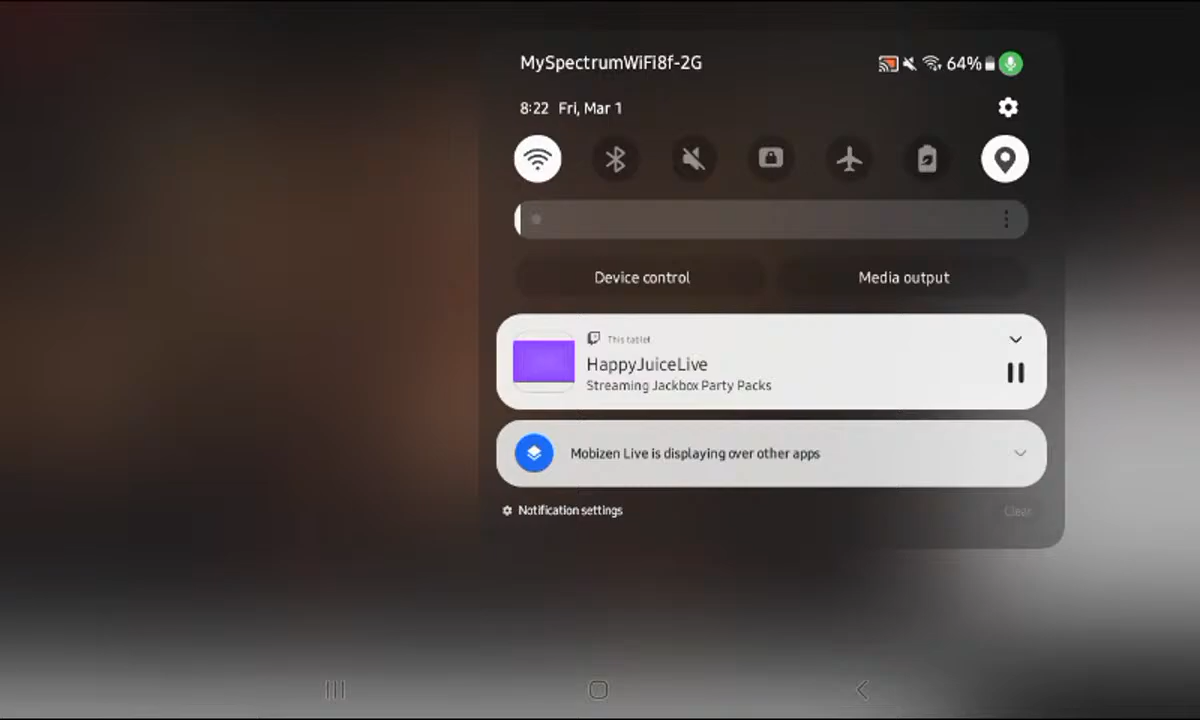 MySpectrumWiFi8f-2G
64%
8:22 Fri, Mar 1
Device control
Media output
This tablet
HappyJuiceLive
Streaming Jackbox Party Packs
Mobizen Live is displaying over other apps
Notification settings
Clear